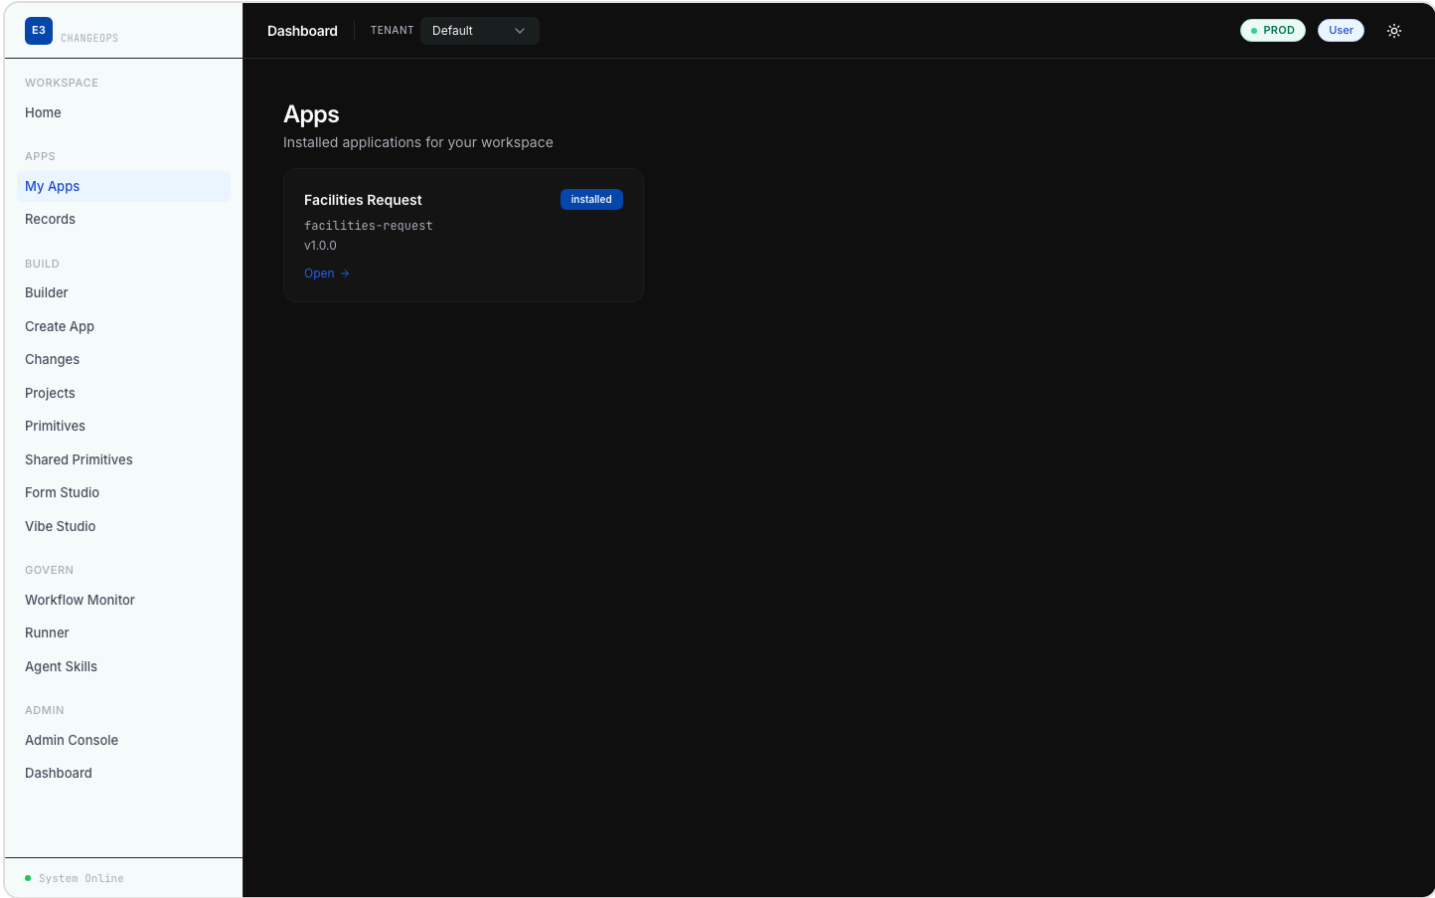 E3
CHANGEOPS
WORKSPACE
Home
APPS
My Apps
Records
BUILD
Builder
Create App
Changes
Projects
Primitives
Shared Primitives
Form Studio
Vibe Studio
GOVERN
Workflow Monitor
Runner
Agent Skills
ADMIN
Admin Console
Dashboard
System Online
Dashboard
TENANT
Default
PROD
User
Apps
Installed applications for your workspace
Facilities Request
installed
facilities-request
v1.0.0
Open →